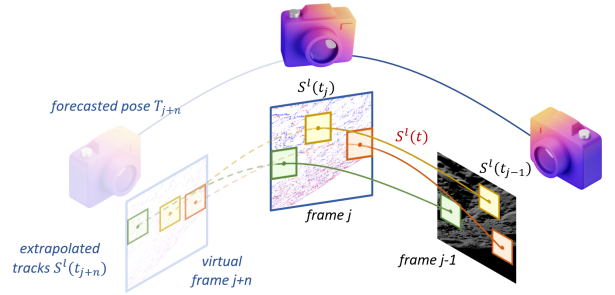 S^l(t_j)
forecasted pose T_{j+n}
S^l(t)
S^l(t_{j-1})
frame j
extrapolated
tracks S^l(t_{j+n})
virtual
frame j+n
frame j-1